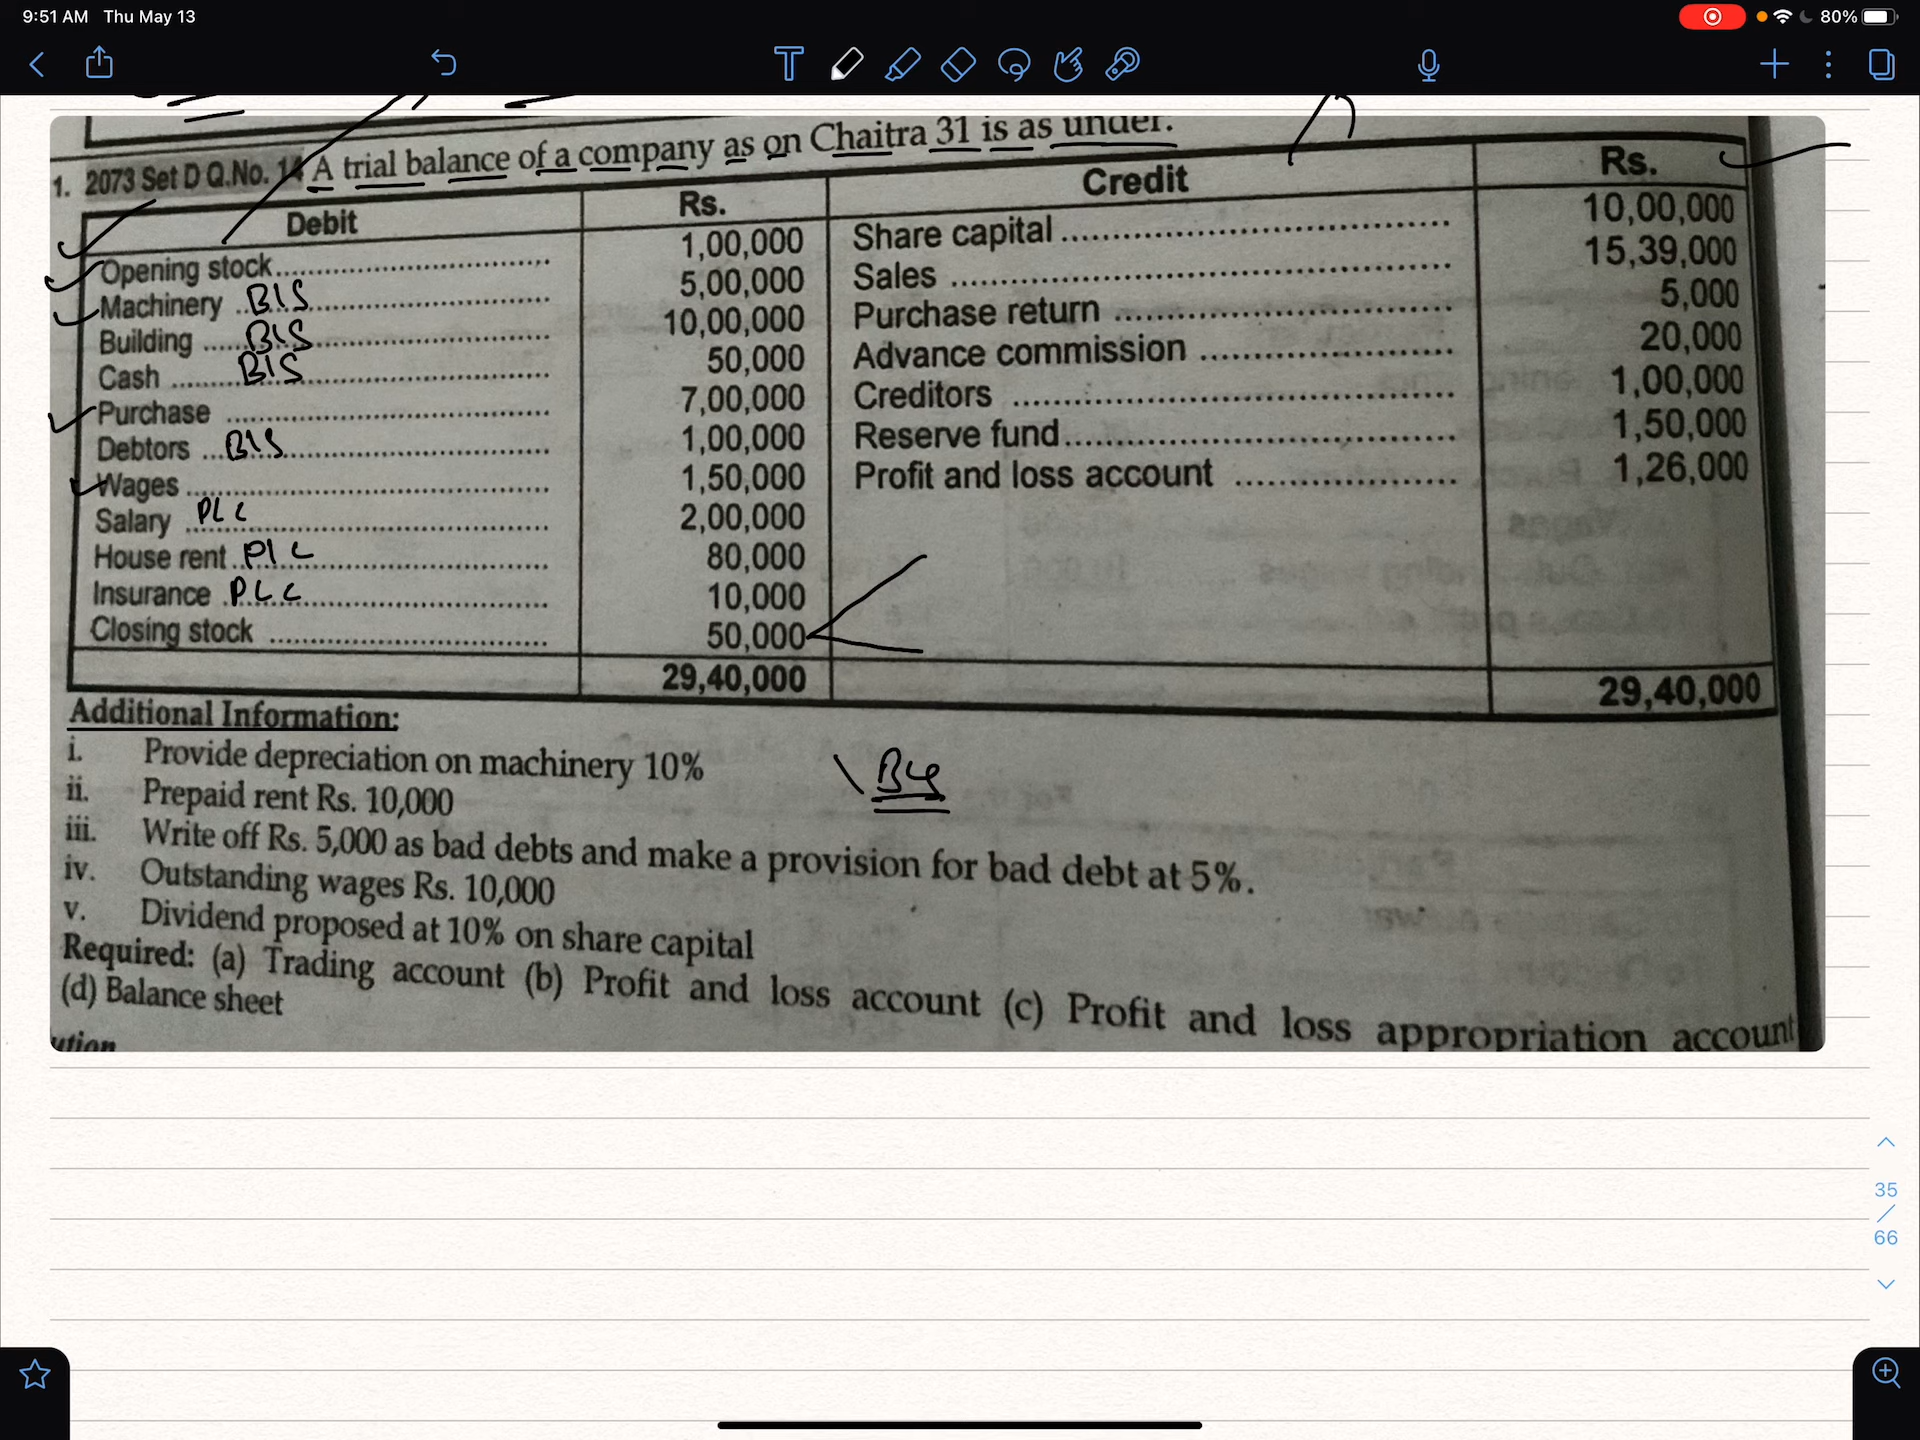 9:51 AM Thu May 13
80%
1. 2073 Set D Q.No. 14 A trial balance of a company as on Chaitra 31 is as under.
Debit Rs. Credit Rs.
Opening stock 1,00,000 Share capital 10,00,000
Machinery BIS 5,00,000 Sales 15,39,000
Building BIS 10,00,000 Purchase return 5,000
Cash BIS 50,000 Advance commission 20,000
Purchase 7,00,000 Creditors 1,00,000
Debtors BIS 1,00,000 Reserve fund 1,50,000
Wages 1,50,000 Profit and loss account 1,26,000
Salary PLC 2,00,000
House rent PLC 80,000
Insurance PLC 10,000
Closing stock 50,000
29,40,000 29,40,000
Additional Information:
i. Provide depreciation on machinery 10%
ii. Prepaid rent Rs. 10,000
iii. Write off Rs. 5,000 as bad debts and make a provision for bad debt at 5%.
iv. Outstanding wages Rs. 10,000
v. Dividend proposed at 10% on share capital
Required: (a) Trading account (b) Profit and loss account (c) Profit and loss appropriation account
(d) Balance sheet
35
66